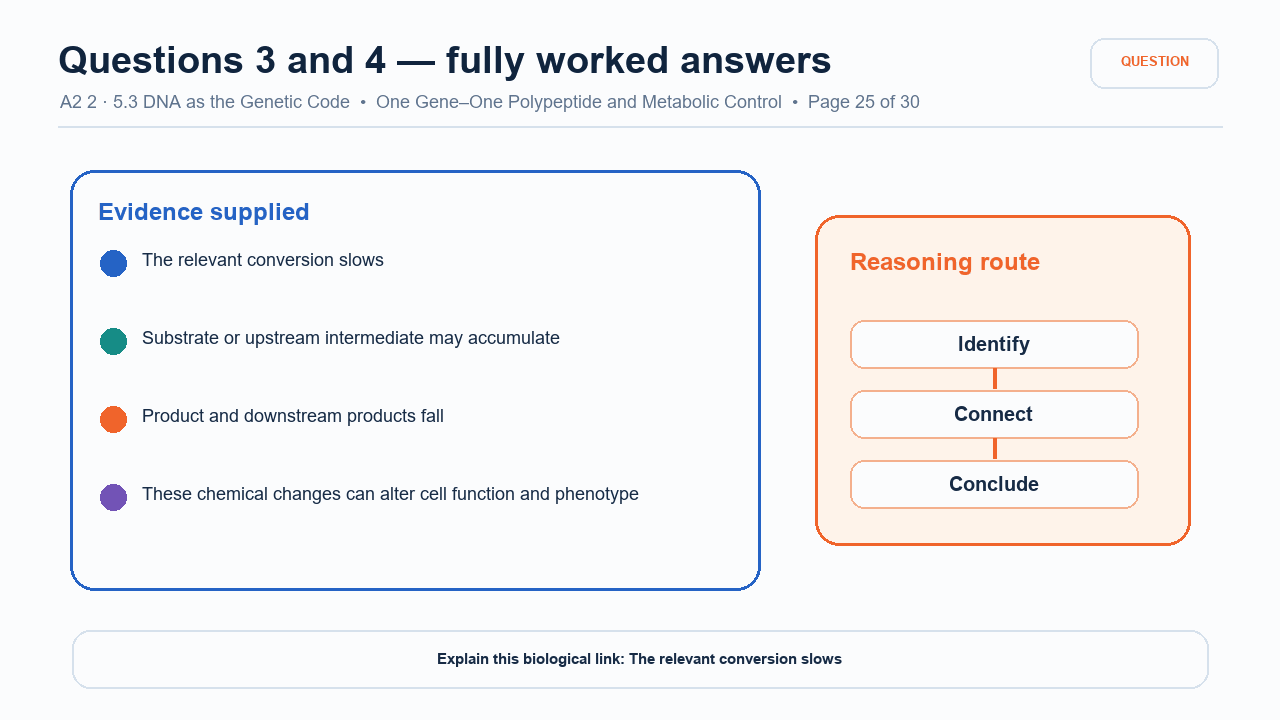 Questions 3 and 4 — fully worked answers
QUESTION
A2 2 · 5.3 DNA as the Genetic Code • One Gene–One Polypeptide and Metabolic Control • Page 25 of 30
Evidence supplied
The relevant conversion slows
Substrate or upstream intermediate may accumulate
Product and downstream products fall
These chemical changes can alter cell function and phenotype
Reasoning route
Identify
Connect
Conclude
Explain this biological link: The relevant conversion slows